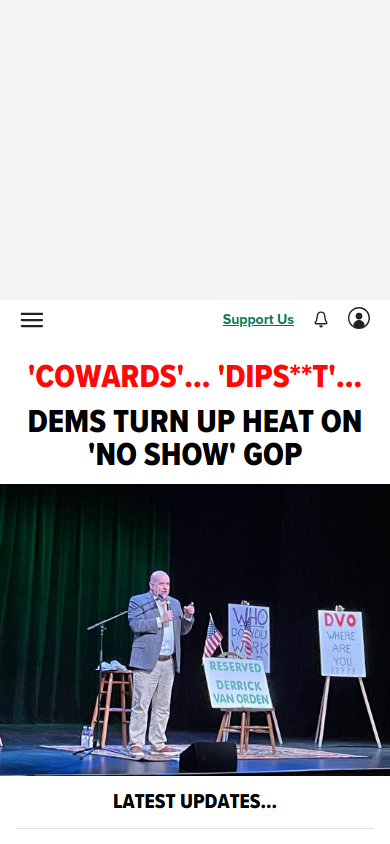 Support Us
'COWARDS'... 'DIPS**T'...
DEMS TURN UP HEAT ON
'NO SHOW' GOP
WHO
DO YOU
WORK
RESERVED
DERRICK
VAN ORDEN
DVO
WHERE
ARE
YOU
?????
LATEST UPDATES...